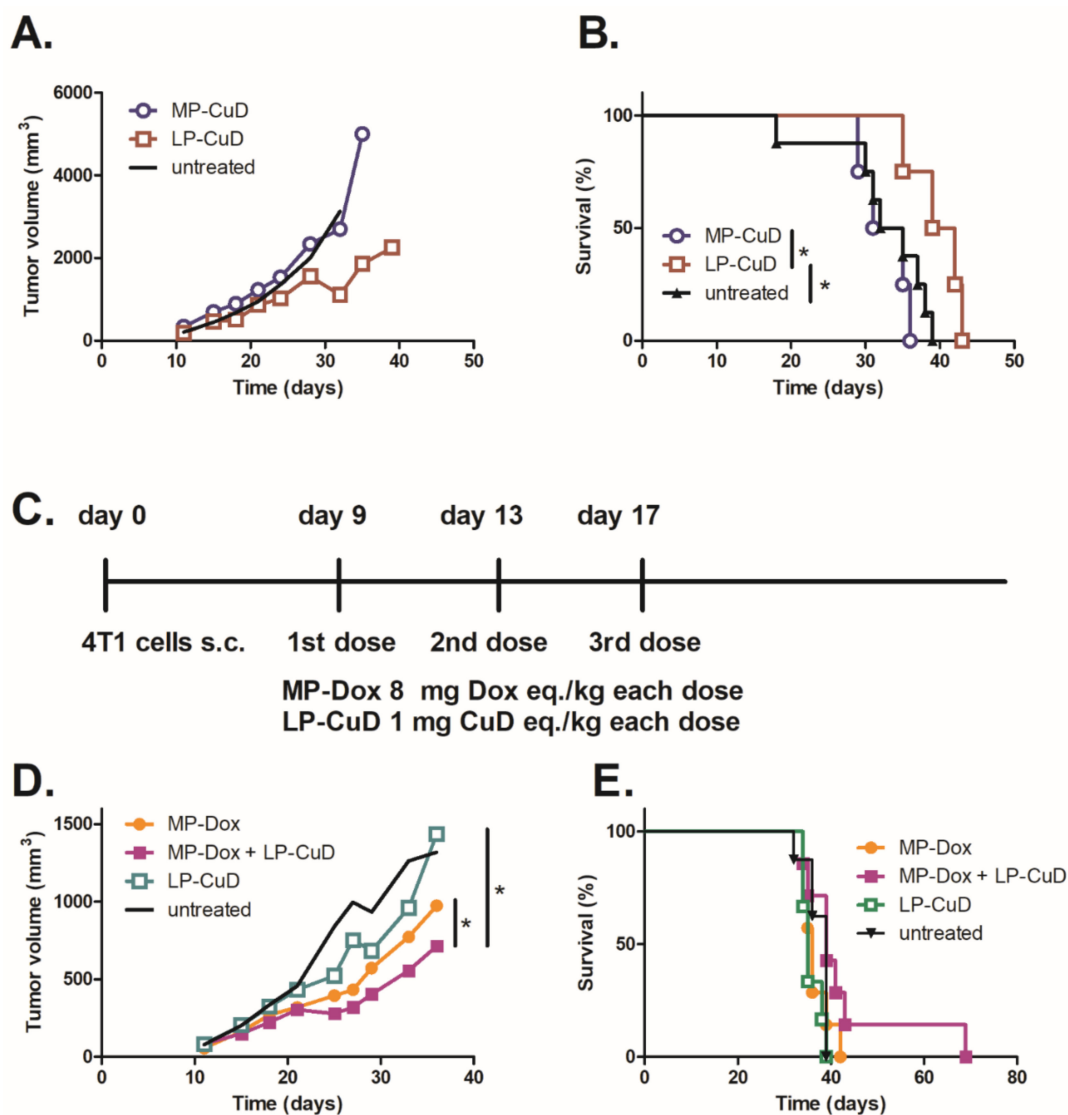 A.
B.
6000
4000
2000
0
Tumor volume (mm3)
MP-CuD
LP-CuD
untreated
0 10 20 30 40 50
Time (days)
100
50
0
Survival (%)
MP-CuD
LP-CuD
untreated
*
*
0 10 20 30 40 50
Time (days)
C.
day 0 day 9 day 13 day 17
4T1 cells s.c. 1st dose 2nd dose 3rd dose
MP-Dox 8 mg Dox eq./kg each dose
LP-CuD 1 mg CuD eq./kg each dose
D.
E.
1500
1000
500
0
Tumor volume (mm3)
MP-Dox
MP-Dox + LP-CuD
LP-CuD
untreated
*
*
0 10 20 30 40
Time (days)
100
50
0
Survival (%)
MP-Dox
MP-Dox + LP-CuD
LP-CuD
untreated
0 20 40 60 80
Time (days)